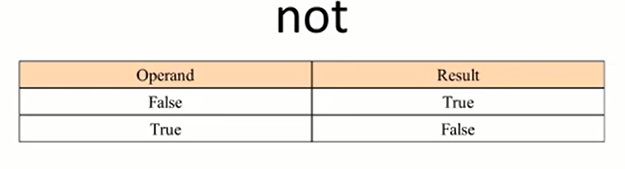 not
Operand Result
False True
True False